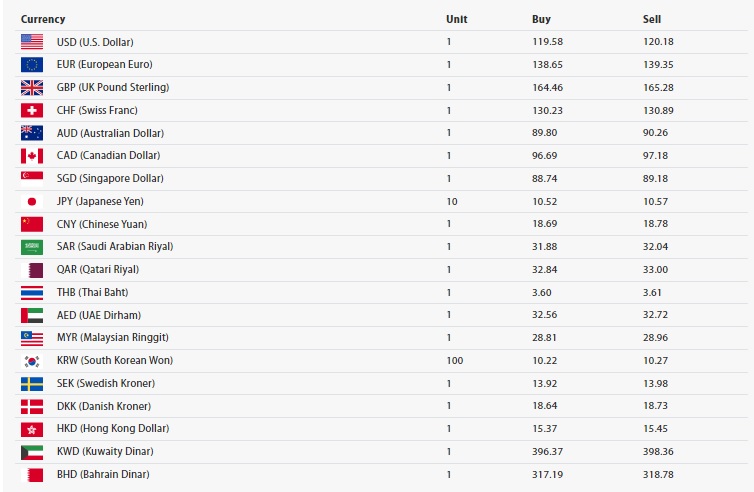 Currency Unit Buy Sell
USD (U.S. Dollar) 1 119.58 120.18
EUR (European Euro) 1 138.65 139.35
GBP (UK Pound Sterling) 1 164.46 165.28
CHF (Swiss Franc) 1 130.23 130.89
AUD (Australian Dollar) 1 89.80 90.26
CAD (Canadian Dollar) 1 96.69 97.18
SGD (Singapore Dollar) 1 88.74 89.18
JPY (Japanese Yen) 10 10.52 10.57
CNY (Chinese Yuan) 1 18.69 18.78
SAR (Saudi Arabian Riyal) 1 31.88 32.04
QAR (Qatari Riyal) 1 32.84 33.00
THB (Thai Baht) 1 3.60 3.61
AED (UAE Dirham) 1 32.56 32.72
MYR (Malaysian Ringgit) 1 28.81 28.96
KRW (South Korean Won) 100 10.22 10.27
SEK (Swedish Kroner) 1 13.92 13.98
DKK (Danish Kroner) 1 18.64 18.73
HKD (Hong Kong Dollar) 1 15.37 15.45
KWD (Kuwaity Dinar) 1 396.37 398.36
BHD (Bahrain Dinar) 1 317.19 318.78